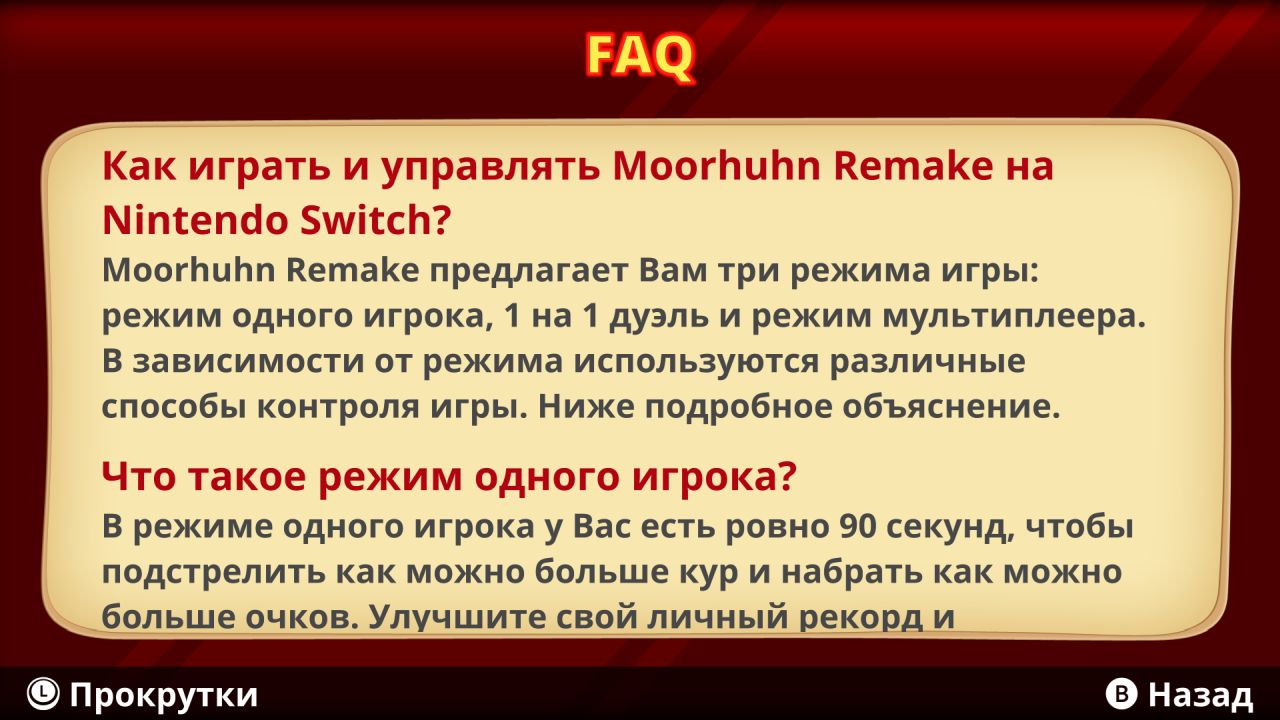 FAQ
Как играть и управлять Moorhuhn Remake на
Nintendo Switch?
Moorhuhn Remake предлагает Вам три режима игры:
режим одного игрока, 1 на 1 дуэль и режим мультиплеера.
В зависимости от режима используются различные
способы контроля игры. Ниже подробное объяснение.
Что такое режим одного игрока?
В режиме одного игрока у Вас есть ровно 90 секунд, чтобы
подстрелить как можно больше кур и набрать как можно
больше очков. Улучшите свой личный рекорд и
L Прокрутки
B Назад